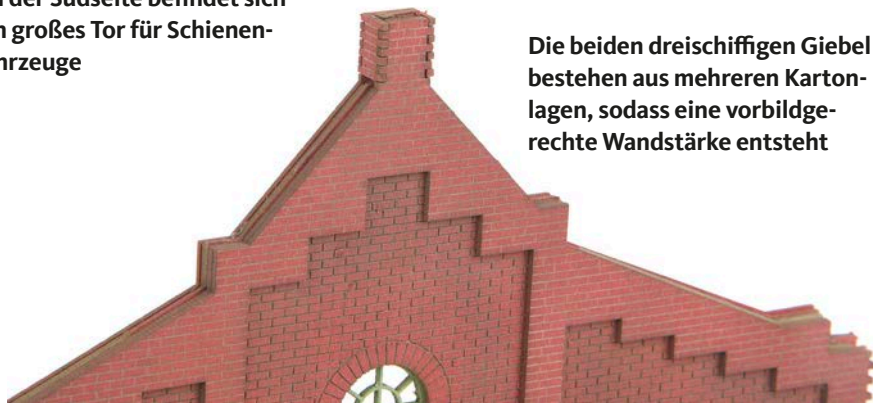 n der Südseite befindet sich
n großes Tor für Schienen-
hrzeuge
Die beiden dreischiffigen Giebel
bestehen aus mehreren Karton-
lagen, sodass eine vorbildge-
rechte Wandstärke entsteht